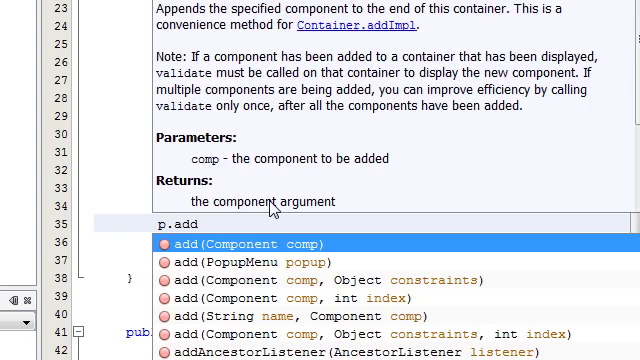 23
Appends the specified component to the end of this container. This is a
24
convenience method for Container.addImpl.
25
26
Note: If a component has been added to a container that has been displayed,
27
validate must be called on that container to display the new component. If
28
multiple components are being added, you can improve efficiency by calling
validate only once, after all the components have been added.
29
30
Parameters:
31
comp - the component to be added
32
Returns:
33
the component argument
34
35
p.add
36
add(Component comp)
37
add(PopupMenu popup)
38
}
add(Component comp, Object constraints)
39
add(Component comp, int index)
40
add(String name, Component comp)
41
publ
add(Component comp, Object constraints, int index)
42
addAncestorListener(AncestorListener listener)